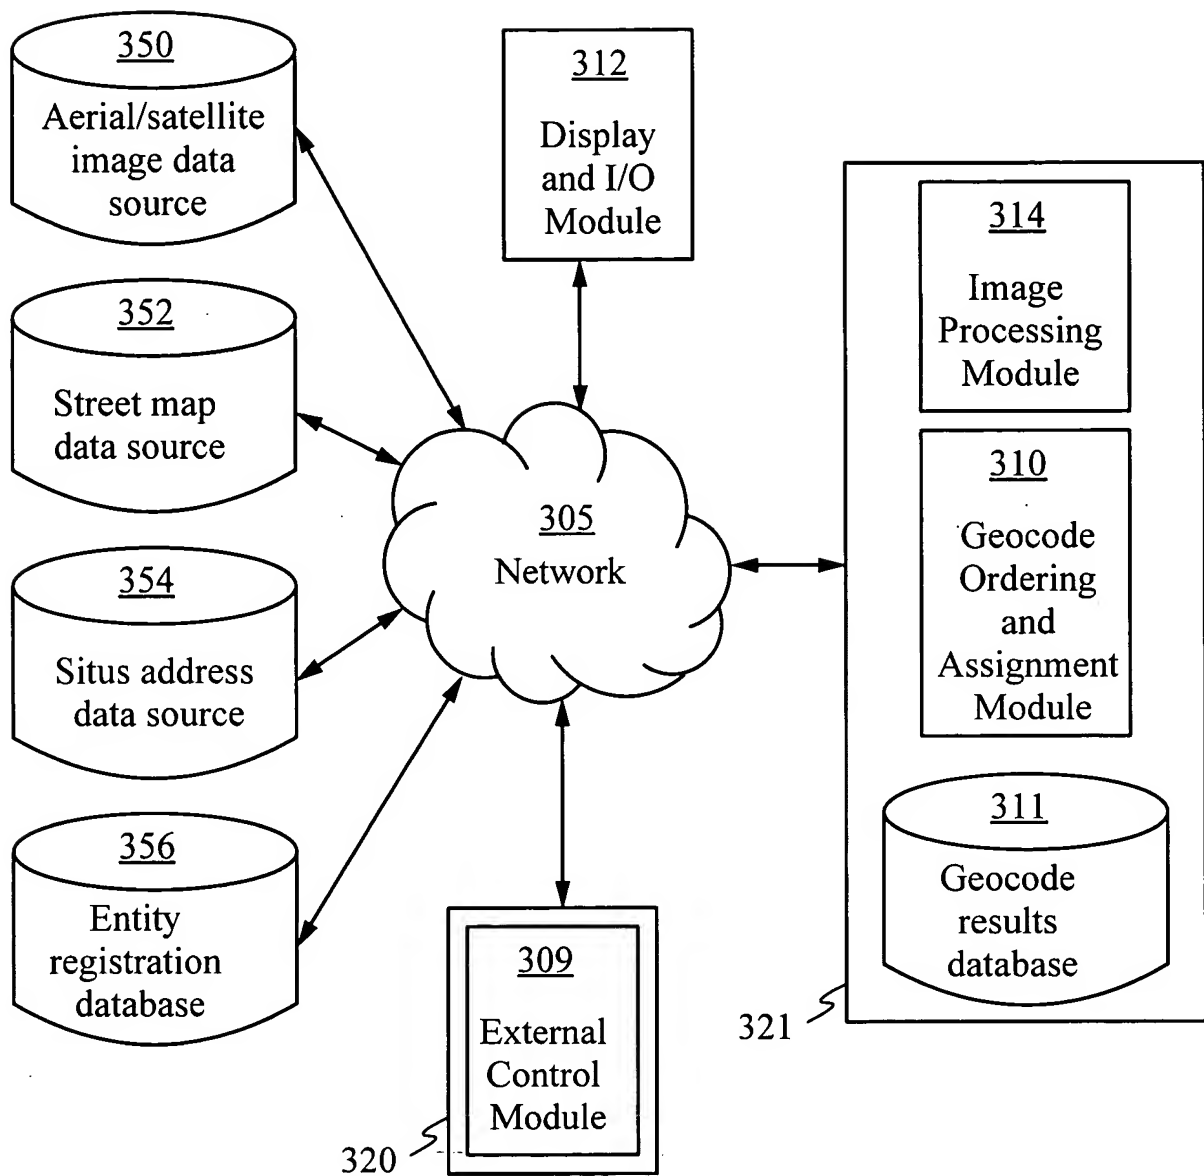 350
Aerial/satellite
image data
source
352
Street map
data source
354
Situs address
data source
356
Entity
registration
database
312
Display
and I/O
Module
305
Network
309
External
Control
Module
320
314
Image
Processing
Module
310
Geocode
Ordering
and
Assignment
Module
311
Geocode
results
database
321